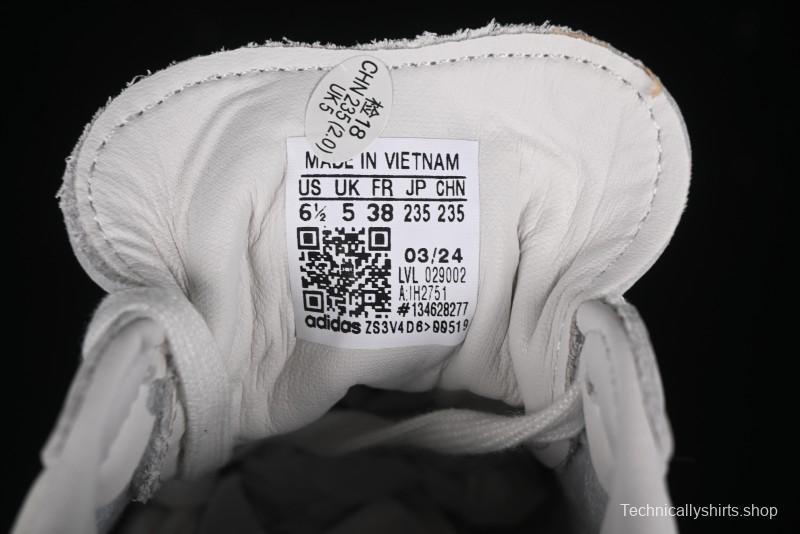 CHN 检18
235(2.0)
UK5
MADE IN VIETNAM
US UK FR JP CHN
6½ 5 38 235 235
03/24
LVL 029002
A:IH2751
#134628277
adidas ZS3V4D6>00519
Technicallyshirts.shop